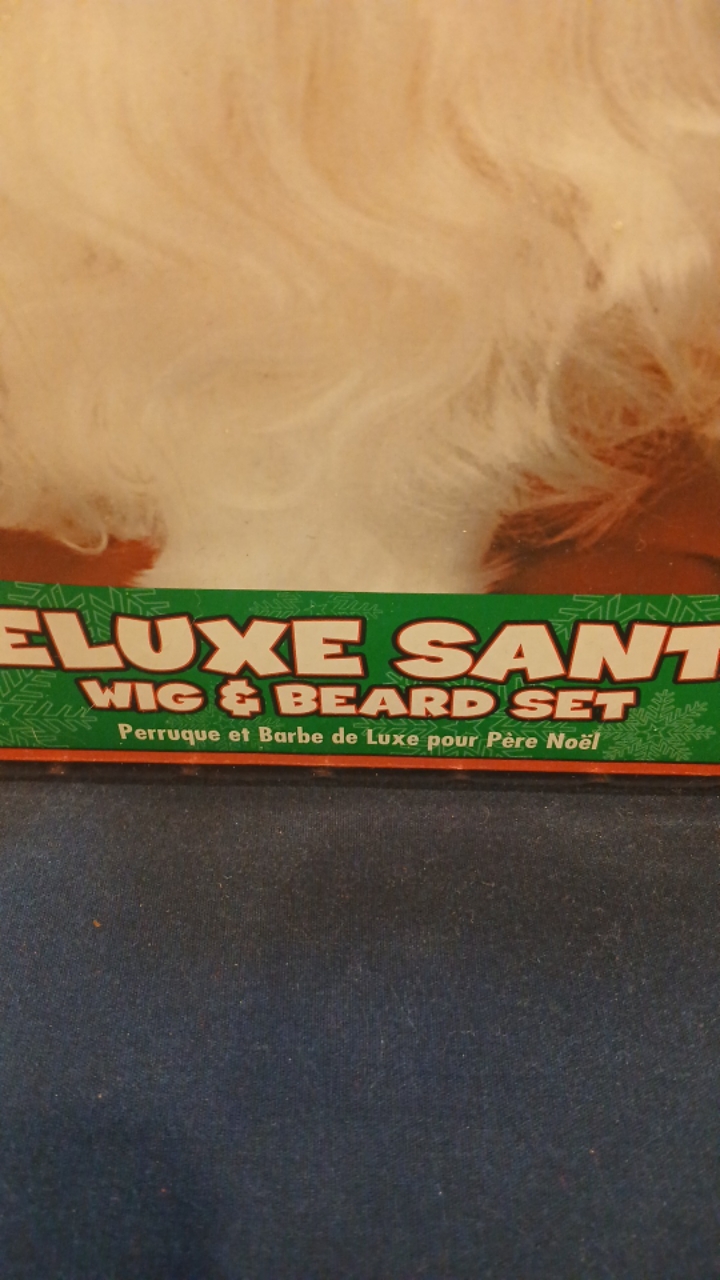 ELUXE SANT
WIG & BEARD SET
Perruque et Barbe de Luxe pour Père Noël